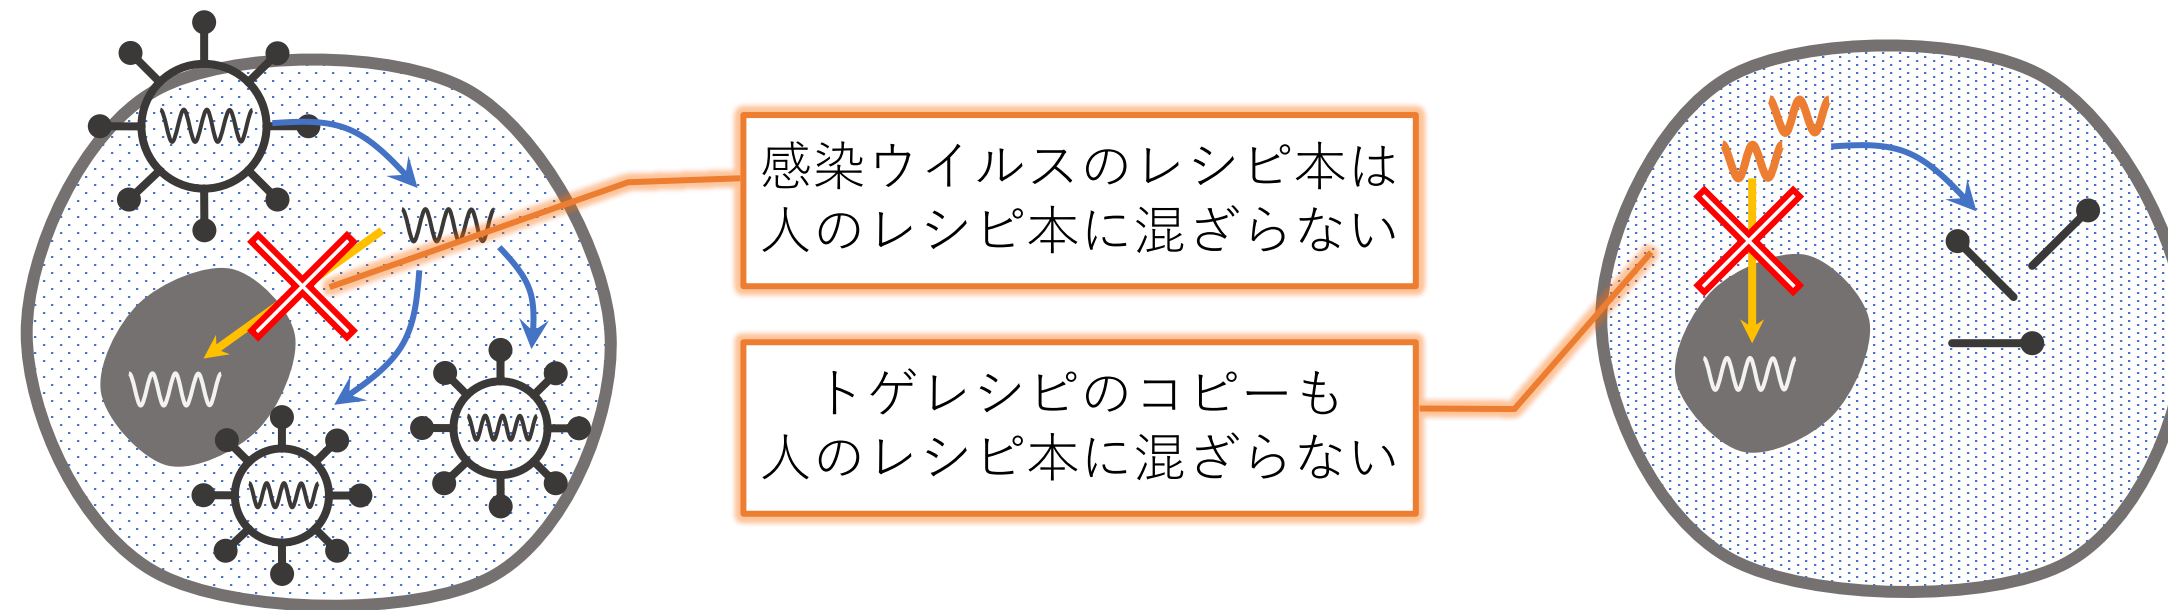 感染ウイルスのレシピ本は
人のレシピ本に混ざらない
トゲレシピのコピーも
人のレシピ本に混ざらない